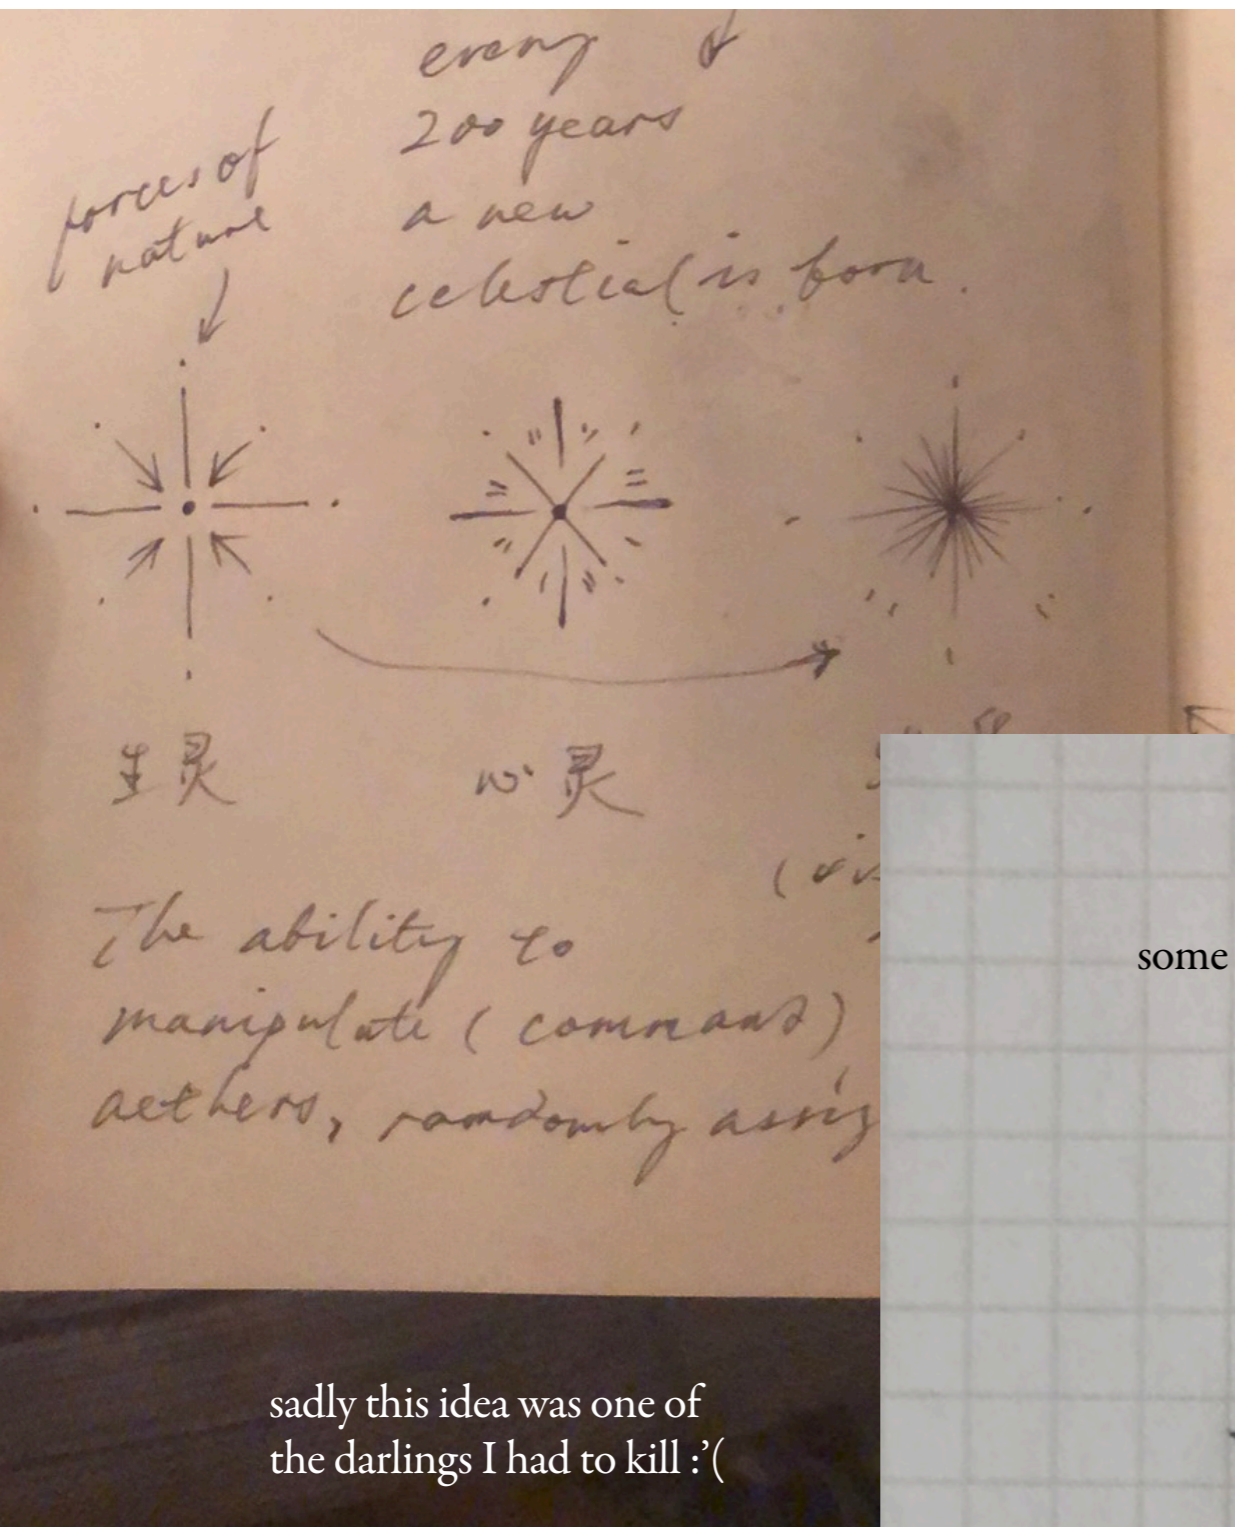 every
200 years
a new
celestial is born.
forces of
nature
生灵
心灵
The ability to
manipulate (command)
aethers, randomly assig
some
sadly this idea was one of
the darlings I had to kill :’(